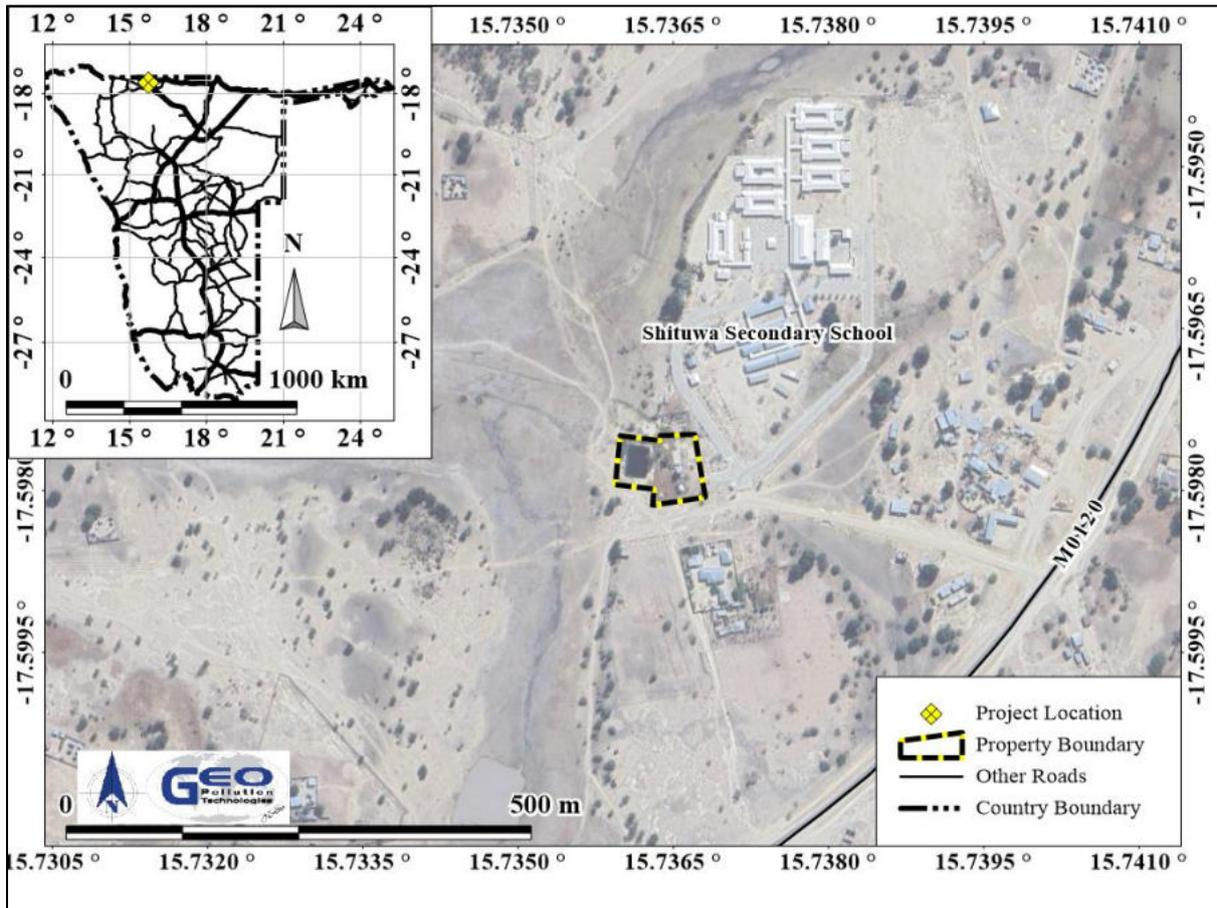 15.7350 ° 15.7365 ° 15.7380 ° 15.7395 ° 15.7410 °
12 ° 15 ° 18 ° 21 ° 24 °
-18 ° -18 °
-21 ° -21 °
-24 ° -24 °
-27 ° -27 °
N
0 1000 km
12 ° 15 ° 18 ° 21 ° 24 °
-17.5950 °
-17.5965 °
Shituwa Secondary School
-17.5980 ° -17.5980 °
M0120
-17.5995 ° -17.5995 °
Project Location
Property Boundary
Other Roads
Country Boundary
N
GEO
Pollution
Technologies
0 500 m
15.7305 ° 15.7320 ° 15.7335 ° 15.7350 ° 15.7365 ° 15.7380 ° 15.7395 ° 15.7410 °